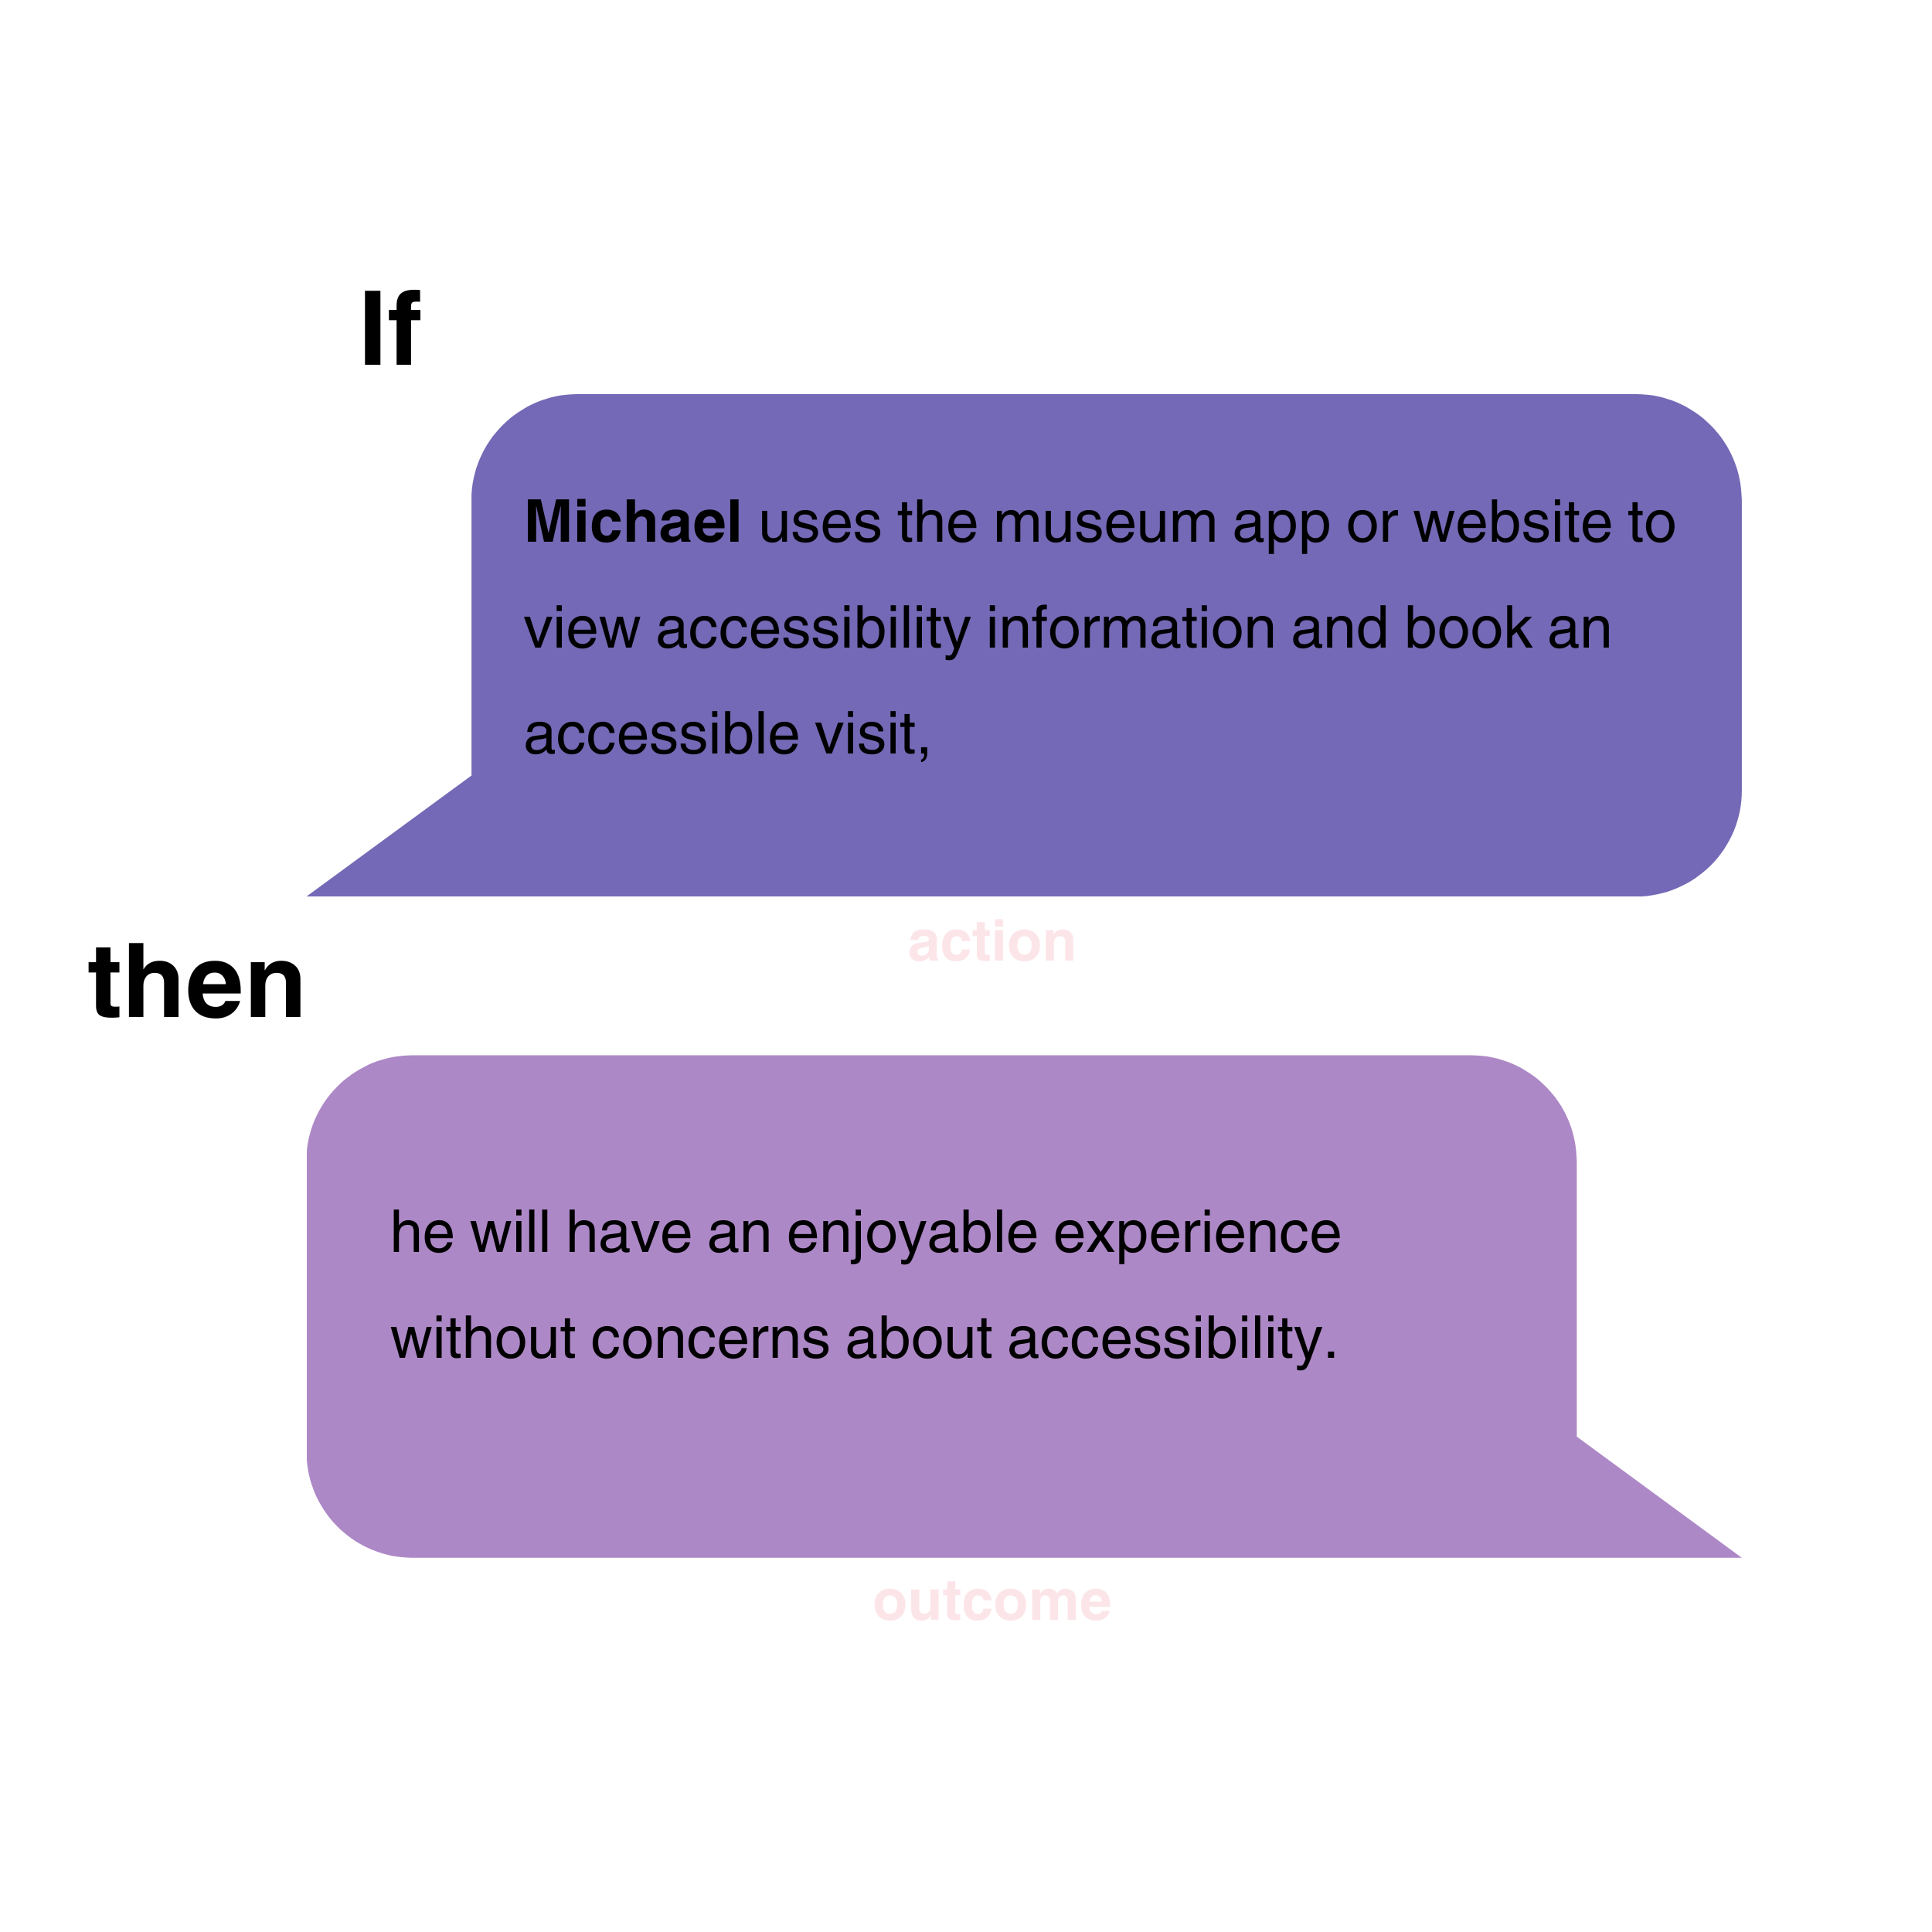 If
Michael uses the museum app or website to
view accessibility information and book an
accessible visit,
action
then
he will have an enjoyable experience
without concerns about accessibility.
outcome